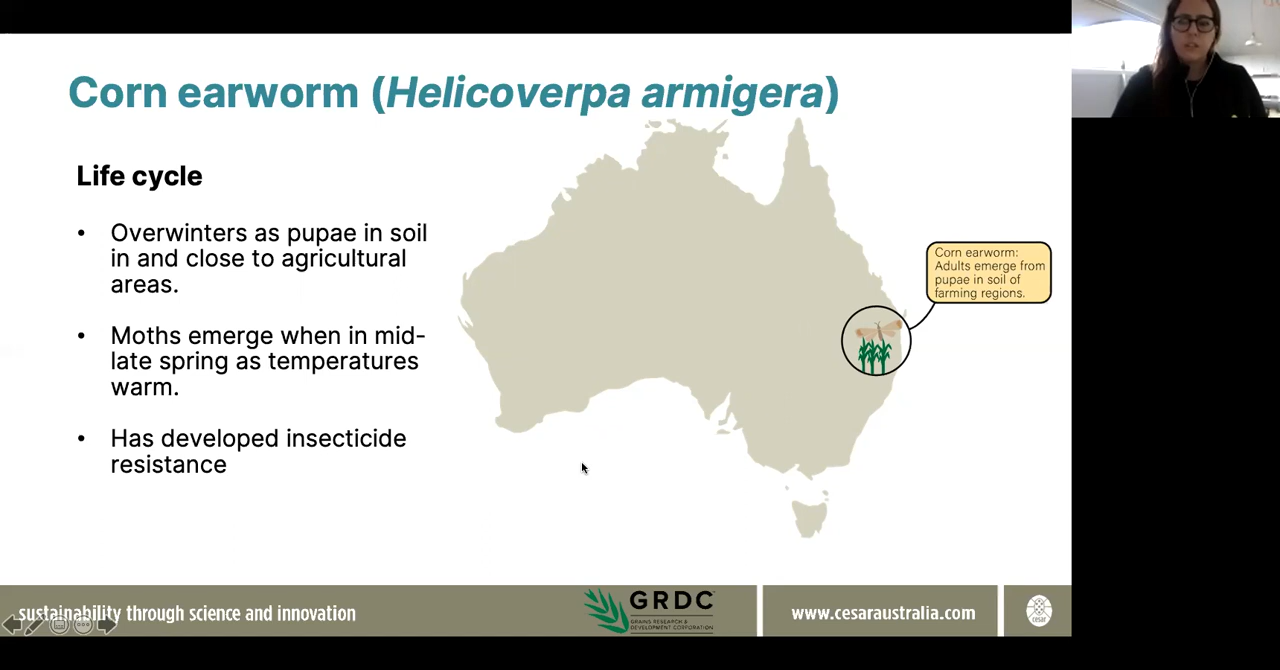 Corn earworm (Helicoverpa armigera)
Life cycle
• Overwinters as pupae in soil
in and close to agricultural
areas.
• Moths emerge when in mid-
late spring as temperatures
warm.
• Has developed insecticide
resistance
Corn earworm:
Adults emerge from
pupae in soil of
farming regions.
sustainability through science and innovation
GRDC
GRAINS RESEARCH &
DEVELOPMENT CORPORATION
www.cesaraustralia.com
cesar